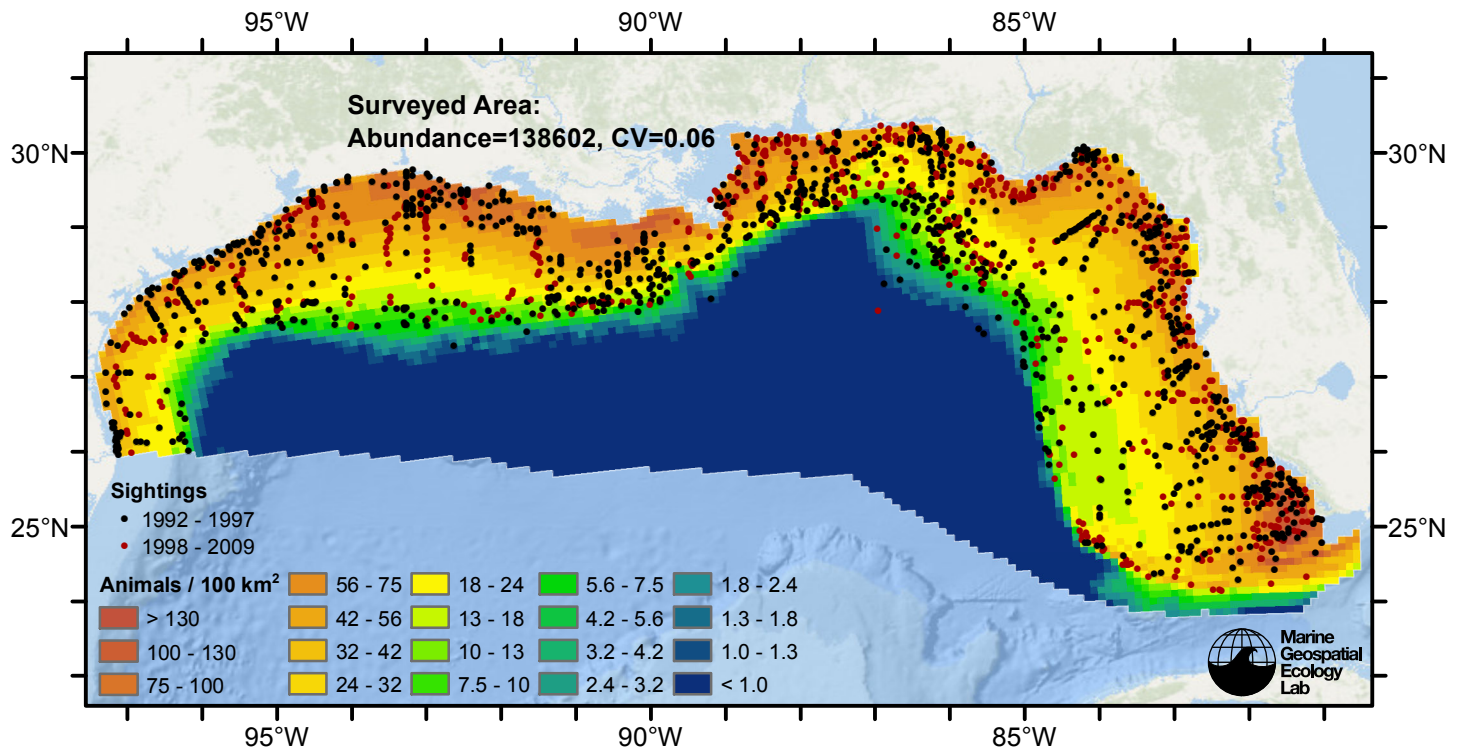 95°W 90°W 85°W
Surveyed Area:
Abundance=138602, CV=0.06
30°N 30°N
Sightings
1992 - 1997
1998 - 2009
25°N 25°N
Animals / 100 km²
> 130
100 - 130
75 - 100
56 - 75
42 - 56
32 - 42
24 - 32
18 - 24
13 - 18
10 - 13
7.5 - 10
5.6 - 7.5
4.2 - 5.6
3.2 - 4.2
2.4 - 3.2
1.8 - 2.4
1.3 - 1.8
1.0 - 1.3
< 1.0
Marine
Geospatial
Ecology
Lab
95°W 90°W 85°W